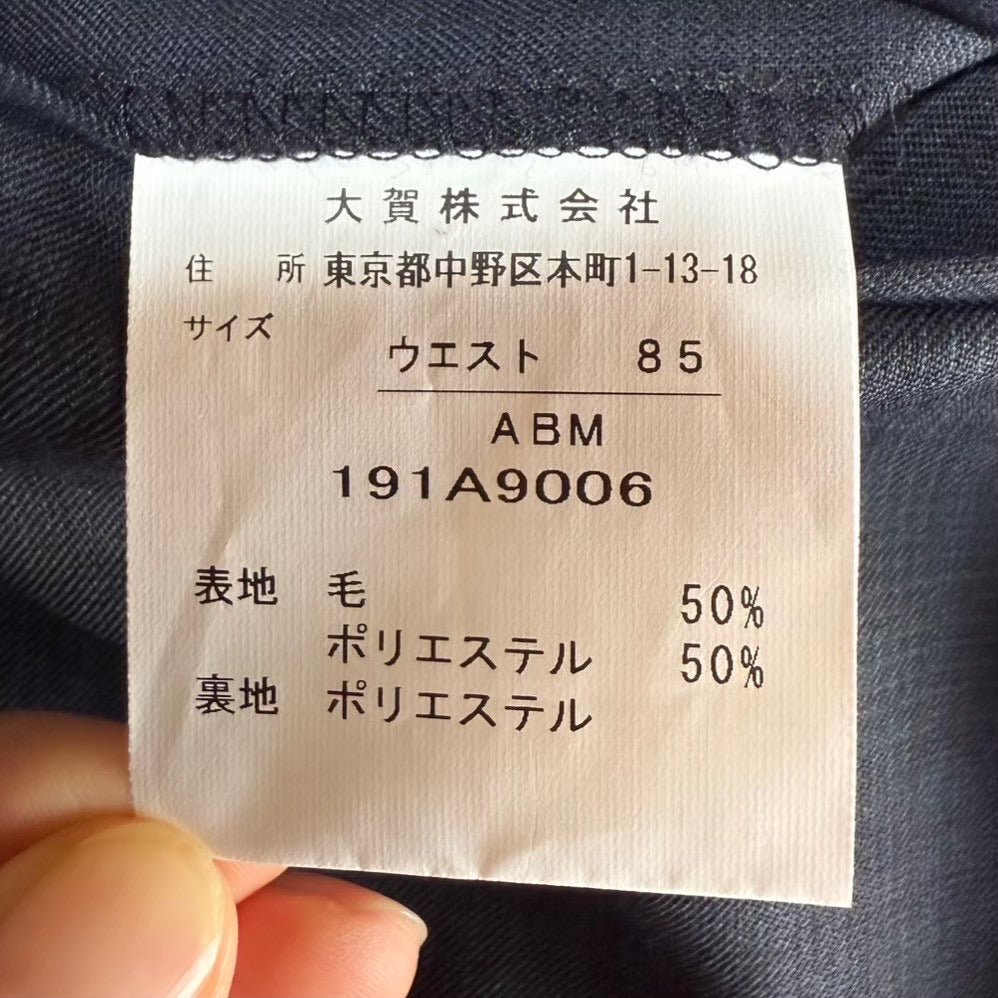 大賀株式会社
住 所 東京都中野区本町1-13-18
サイズ
ウエスト 85
ABM
191A9006
表地 毛 50%
ポリエステル 50%
裏地 ポリエステル